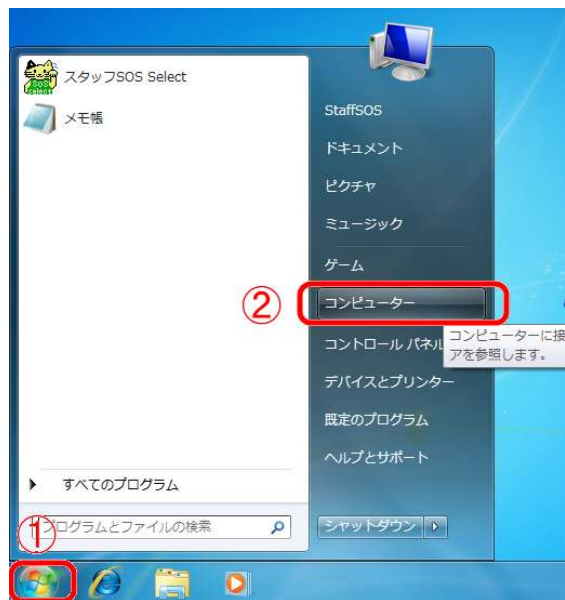 スタッフSOS Select
メモ帳
StaffSOS
ドキュメント
ピクチャ
ミュージック
ゲーム
②
コンピューター
コンピューターに接
アを参照します。
コントロール パネル
デバイスとプリンター
既定のプログラム
ヘルプとサポート
すべてのプログラム
①
プログラムとファイルの検索
シャットダウン
SOS
Select